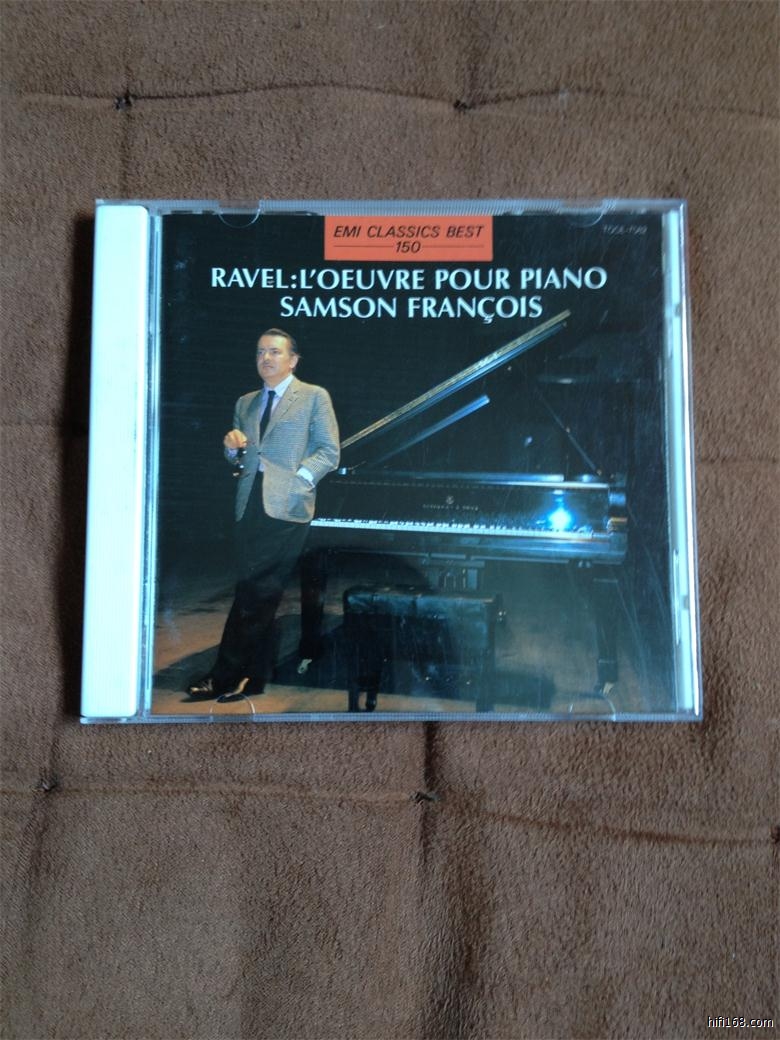 EMI CLASSICS BEST
150
RAVEL:L'OEUVRE POUR PIANO
SAMSON FRANÇOIS
hifi168.com